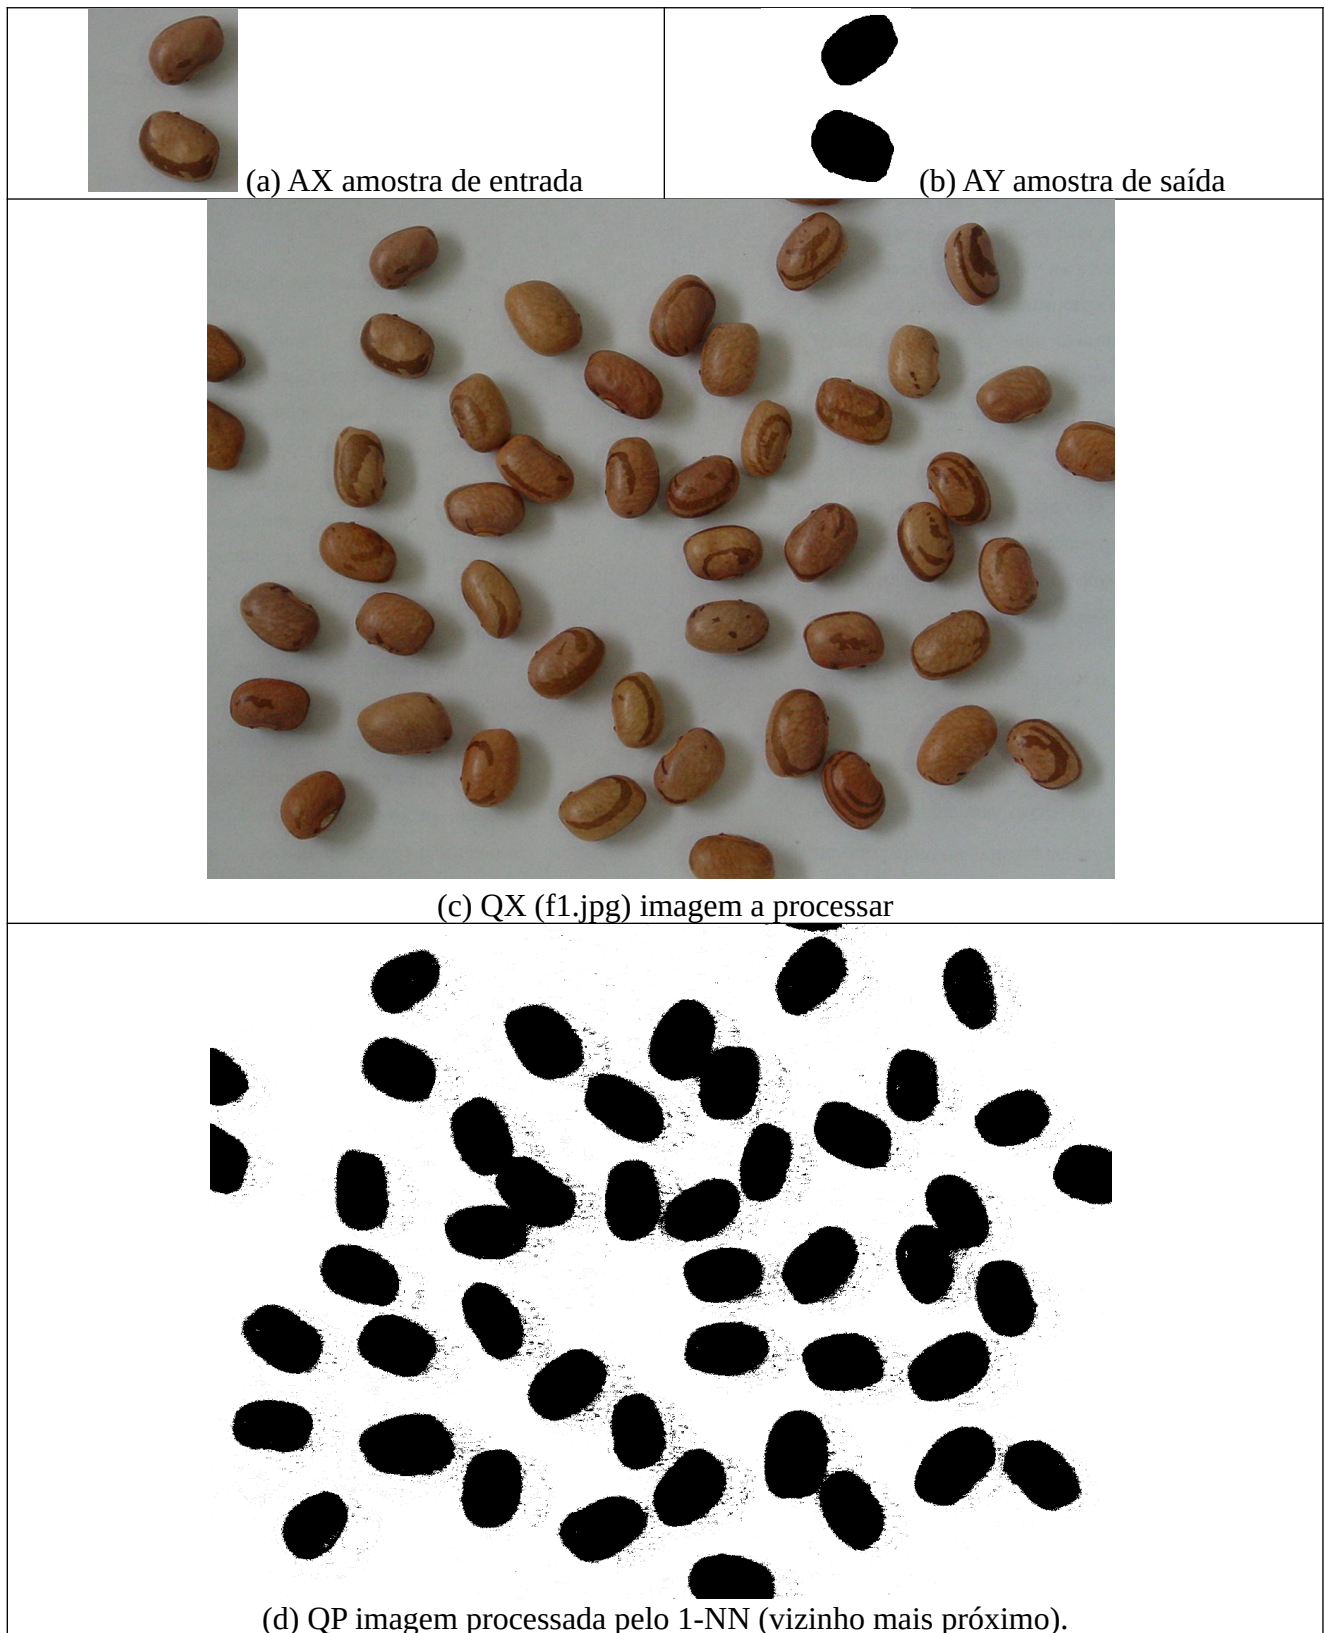 (a) AX amostra de entrada
(b) AY amostra de saída
(c) QX (f1.jpg) imagem a processar
(d) QP imagem processada pelo 1-NN (vizinho mais próximo).